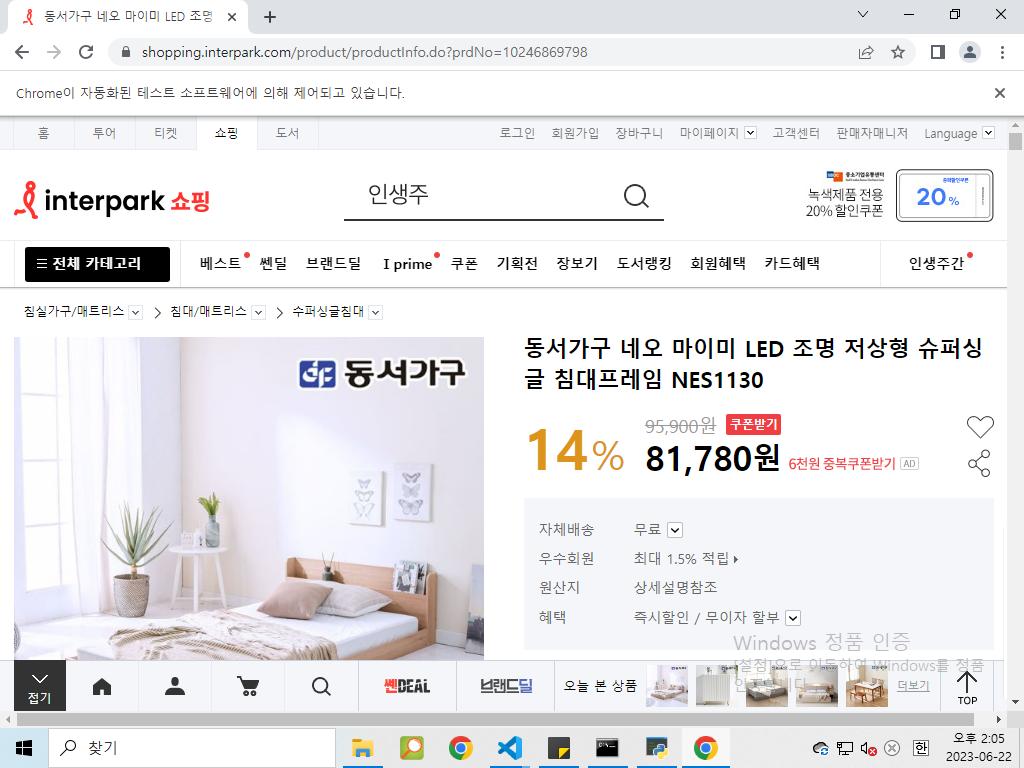 동서가구 네오 마이미 LED 조명
shopping.interpark.com/product/productInfo.do?prdNo=10246869798
Chrome이 자동화된 테스트 소프트웨어에 의해 제어되고 있습니다.
홈 투어 티켓 쇼핑 도서 로그인 회원가입 장바구니 마이페이지 고객센터 판매자매니저 Language
interpark 쇼핑
인생주
중소기업유통센터
녹색제품 전용
20% 할인쿠폰
중복할인쿠폰
20%
전체 카테고리 베스트 쎈딜 브랜드딜 I prime 쿠폰 기획전 장보기 도서랭킹 회원혜택 카드혜택 인생주간
침실가구/매트리스 침대/매트리스 수퍼싱글침대
동서가구
동서가구 네오 마이미 LED 조명 저상형 슈퍼싱
글 침대프레임 NES1130
14%
95,900원 쿠폰받기
81,780원 6천원 중복쿠폰받기 AD
자체배송 무료
우수회원 최대 1.5% 적립
원산지 상세설명참조
혜택 즉시할인 / 무이자 할부
Windows 정품 인증
[설정]으로 이동하여 Windows를 정품
접기
쎈DEAL
브랜드딜
오늘 본 상품
더보기
TOP
찾기
한
오후 2:05
2023-06-22